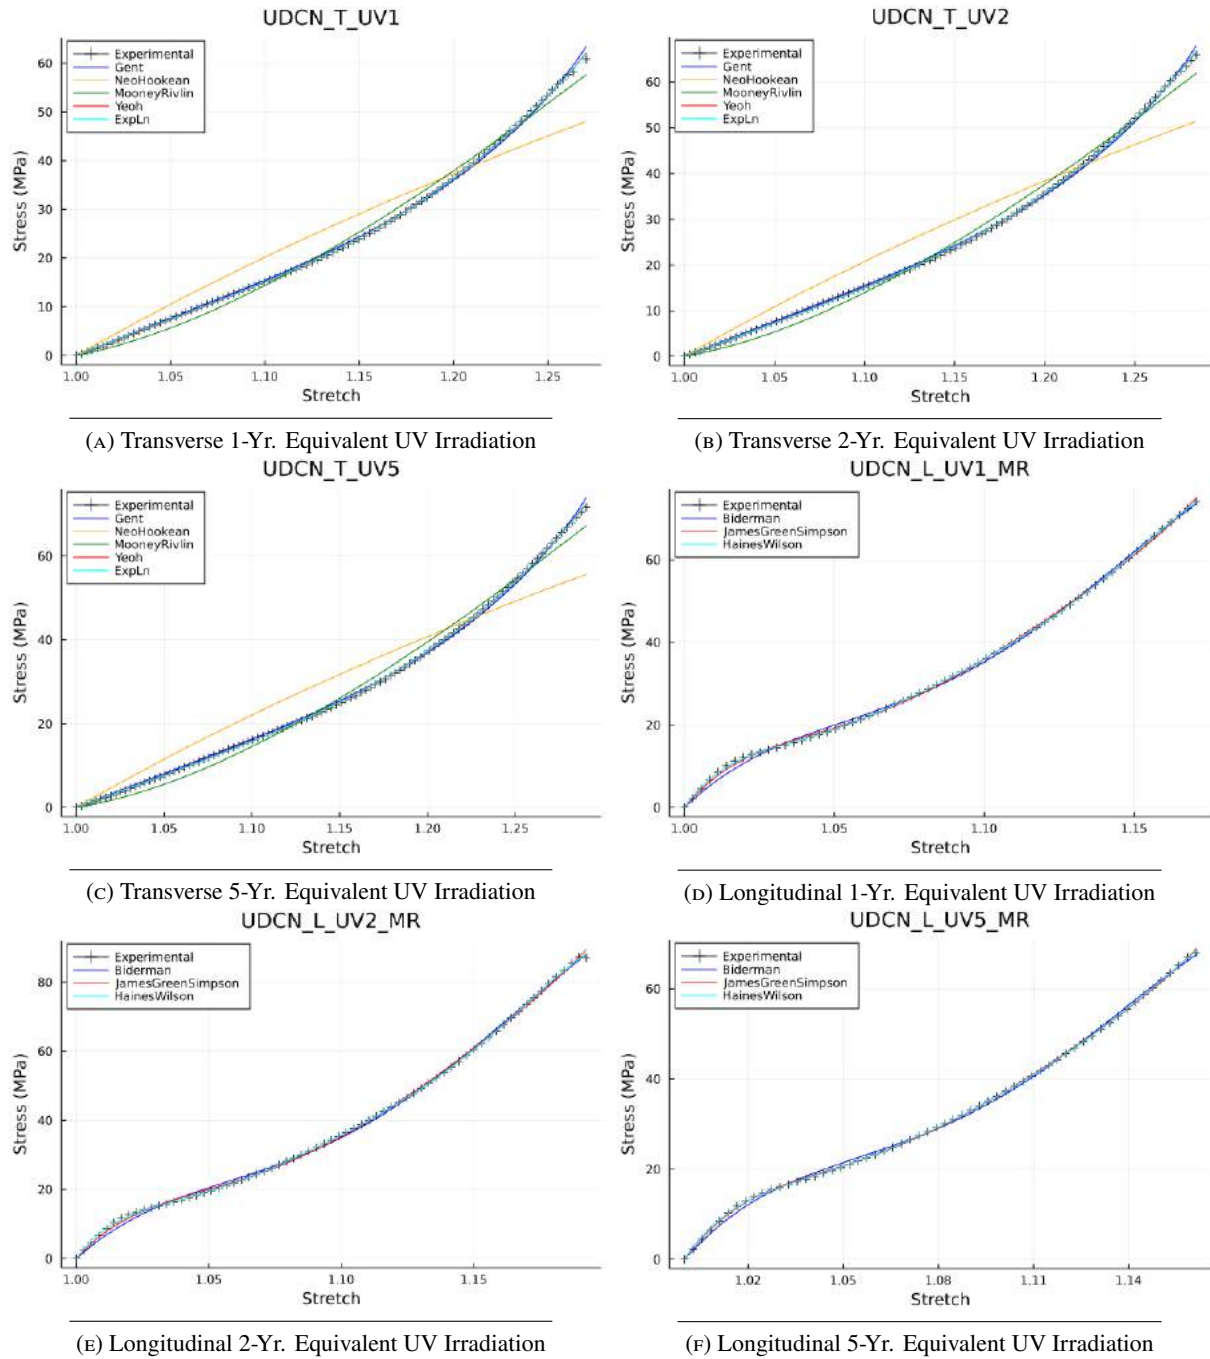 UDCN_T_UV1
Experimental
Gent
NeoHookean
MooneyRivlin
Yeoh
ExpLn
Stress (MPa)
60
50
40
30
20
10
0
1.00 1.05 1.10 1.15 1.20 1.25
Stretch
(A) Transverse 1-Yr. Equivalent UV Irradiation
UDCN_T_UV2
Experimental
Gent
NeoHookean
MooneyRivlin
Yeoh
ExpLn
Stress (MPa)
60
50
40
30
20
10
0
1.00 1.05 1.10 1.15 1.20 1.25
Stretch
(B) Transverse 2-Yr. Equivalent UV Irradiation
UDCN_T_UV5
Experimental
Gent
NeoHookean
MooneyRivlin
Yeoh
ExpLn
Stress (MPa)
60
40
20
0
1.00 1.05 1.10 1.15 1.20 1.25
Stretch
(C) Transverse 5-Yr. Equivalent UV Irradiation
UDCN_L_UV1_MR
Experimental
Biderman
JamesGreenSimpson
HainesWilson
Stress (MPa)
60
40
20
0
1.00 1.05 1.10 1.15
Stretch
(D) Longitudinal 1-Yr. Equivalent UV Irradiation
UDCN_L_UV2_MR
Experimental
Biderman
JamesGreenSimpson
HainesWilson
Stress (MPa)
80
60
40
20
0
1.00 1.05 1.10 1.15
Stretch
(E) Longitudinal 2-Yr. Equivalent UV Irradiation
UDCN_L_UV5_MR
Experimental
Biderman
JamesGreenSimpson
HainesWilson
Stress (MPa)
60
40
20
0
1.02 1.05 1.08 1.11 1.14
Stretch
(F) Longitudinal 5-Yr. Equivalent UV Irradiation